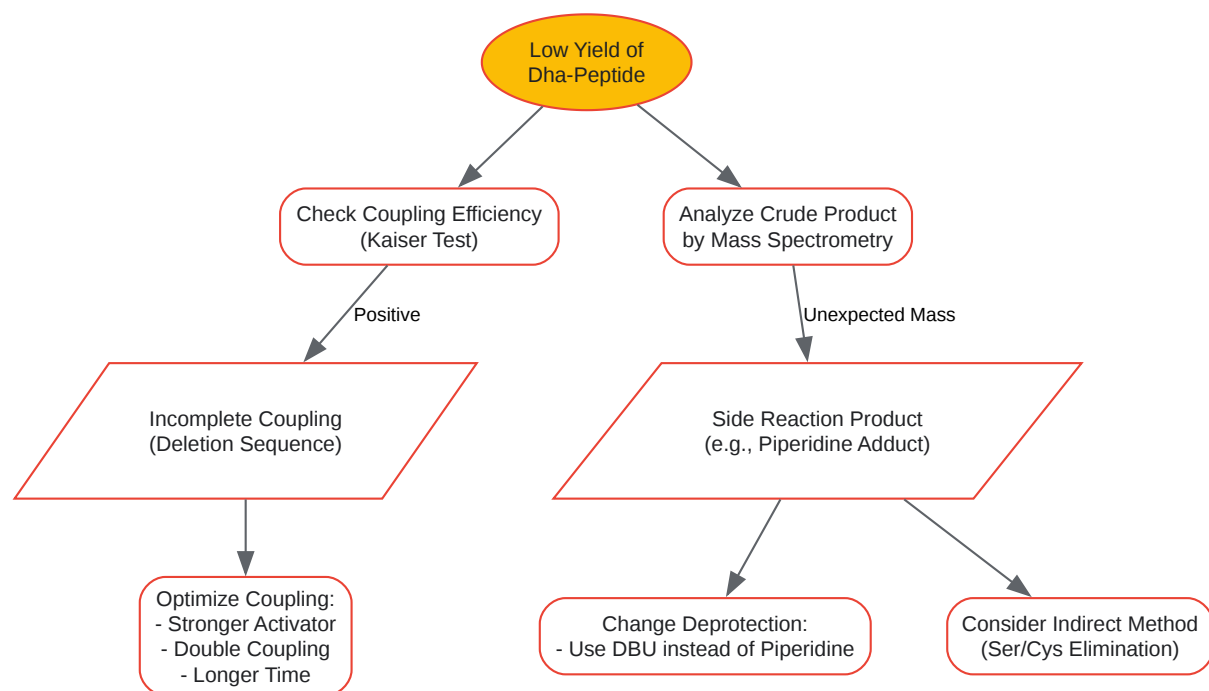 Low Yield of
Dha-Peptide
Check Coupling Efficiency
(Kaiser Test)
Analyze Crude Product
by Mass Spectrometry
Positive
Unexpected Mass
Incomplete Coupling
(Deletion Sequence)
Side Reaction Product
(e.g., Piperidine Adduct)
Optimize Coupling:
- Stronger Activator
- Double Coupling
- Longer Time
Change Deprotection:
- Use DBU instead of Piperidine
Consider Indirect Method
(Ser/Cys Elimination)